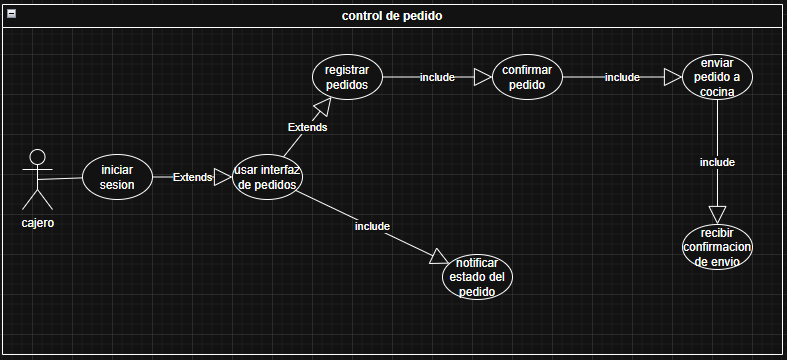 control de pedido
registrar
pedidos
include
confirmar
pedido
include
enviar
pedido a
cocina
Extends
iniciar
sesion
Extends
usar interfaz
de pedidos
include
cajero
include
recibir
confirmacion
de envio
notificar
estado del
pedido